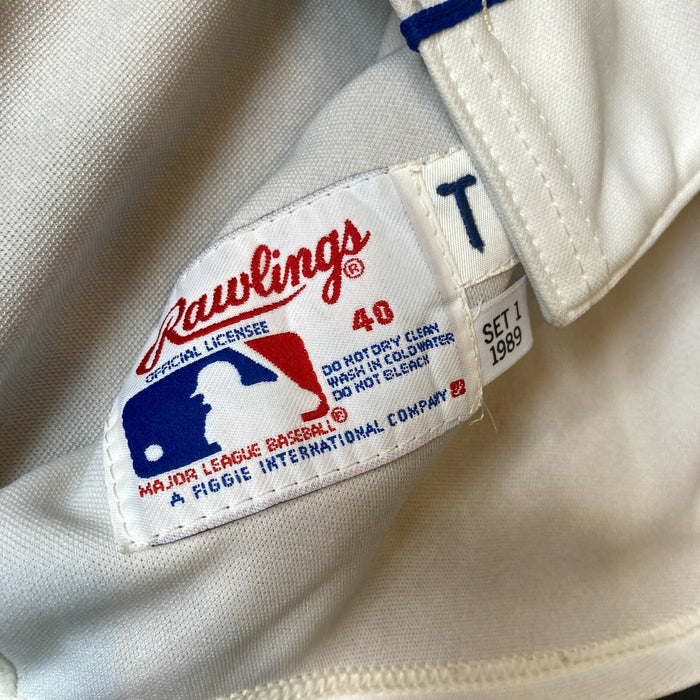 Rawlings®
OFFICIAL LICENSEE
40
DO NOT DRY CLEAN
WASH IN COLD WATER
DO NOT BLEACH
MAJOR LEAGUE BASEBALL®
A FIGGIE INTERNATIONAL COMPANY
T
SET 1
1989